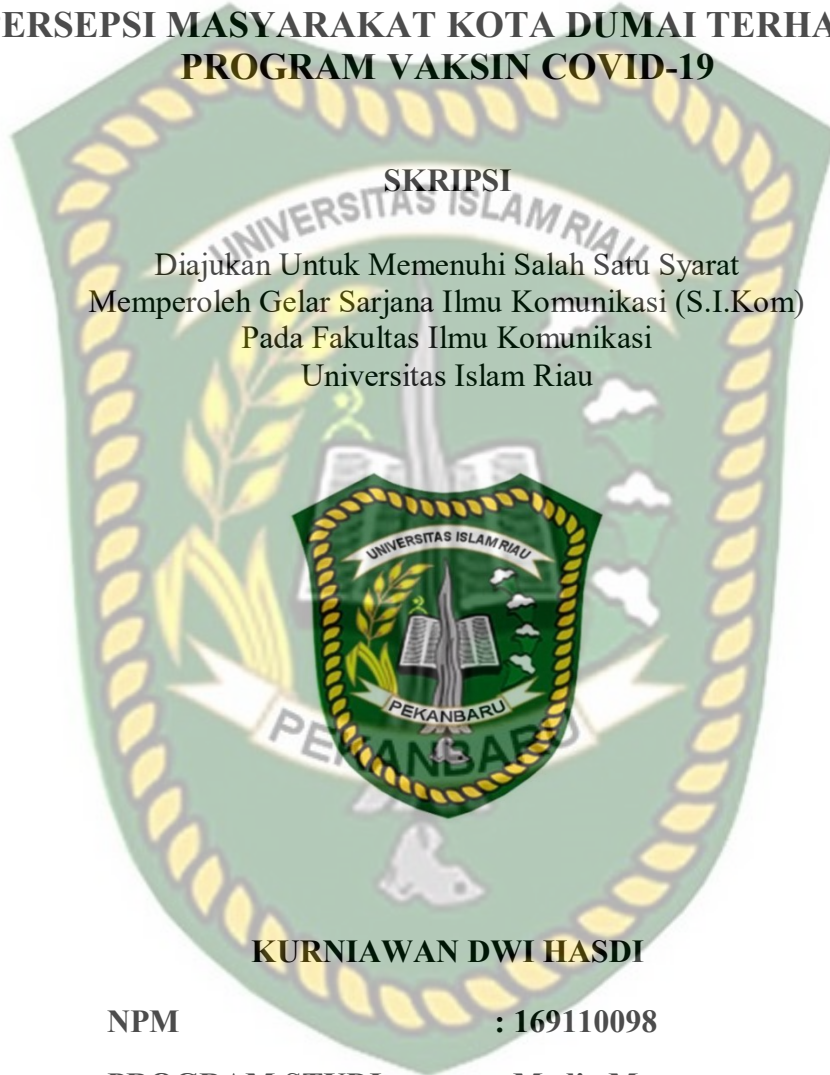 ERSEPSI MASYARAKAT KOTA DUMAI TERHA
PROGRAM VAKSIN COVID-19
SKRIPSI
UNIVERSITAS ISLAM RIAU
Diajukan Untuk Memenuhi Salah Satu Syarat
Memperoleh Gelar Sarjana Ilmu Komunikasi (S.I.Kom)
Pada Fakultas Ilmu Komunikasi
Universitas Islam Riau
UNIVERSITAS ISLAM RIAU
PEKANBARU
PEKANBARU
KURNIAWAN DWI HASDI
NPM : 169110098